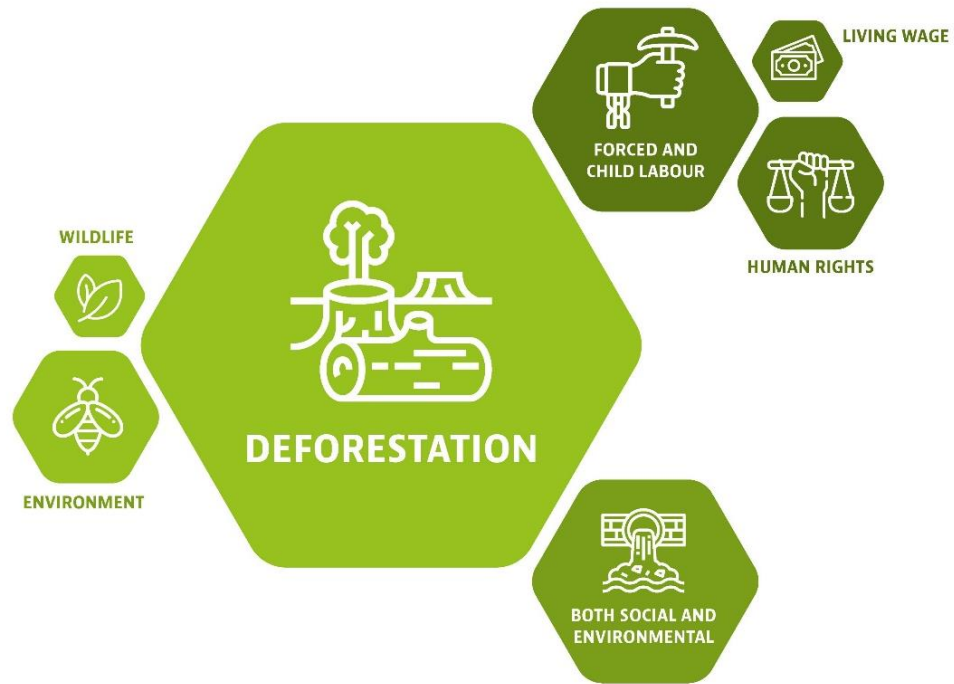 LIVING WAGE
FORCED AND
CHILD LABOUR
HUMAN RIGHTS
WILDLIFE
DEFORESTATION
ENVIRONMENT
BOTH SOCIAL AND
ENVIRONMENTAL